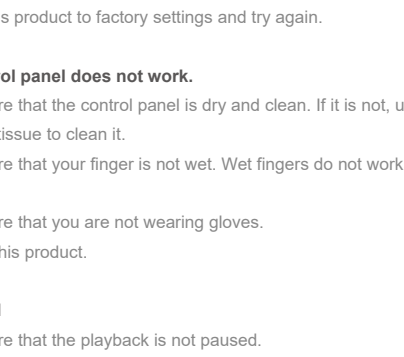 s product to factory settings and try again.
ol panel does not work.
re that the control panel is dry and clean. If it is not, u
issue to clean it.
re that your finger is not wet. Wet fingers do not work
re that you are not wearing gloves.
his product.
re that the playback is not paused.